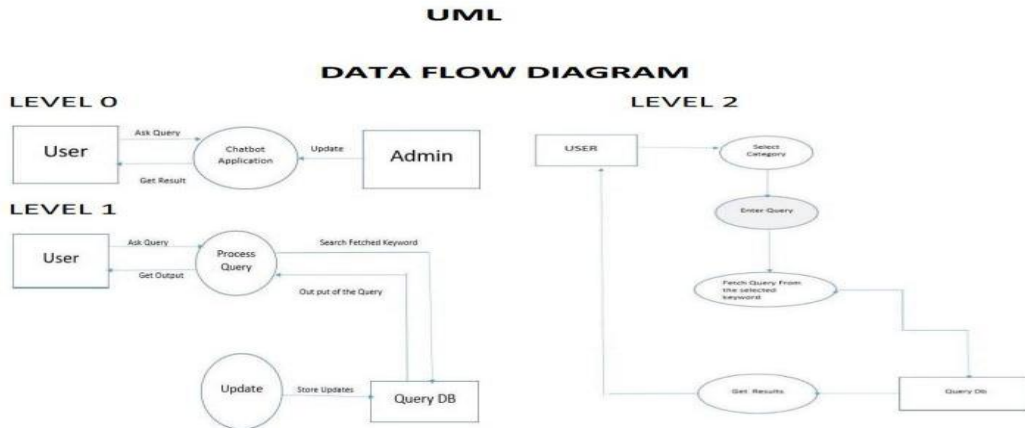 UML
DATA FLOW DIAGRAM
LEVEL 0
User
Ask Query
Get Result
Chatbot
Application
Update
Admin
LEVEL 1
User
Ask Query
Get Output
Process
Query
Search Fetched Keyword
Out put of the Query
Update
Store Updates
Query DB
LEVEL 2
USER
Select
Category
Enter Query
Fetch Query From
the selected
keyword
Query Db
Get Results